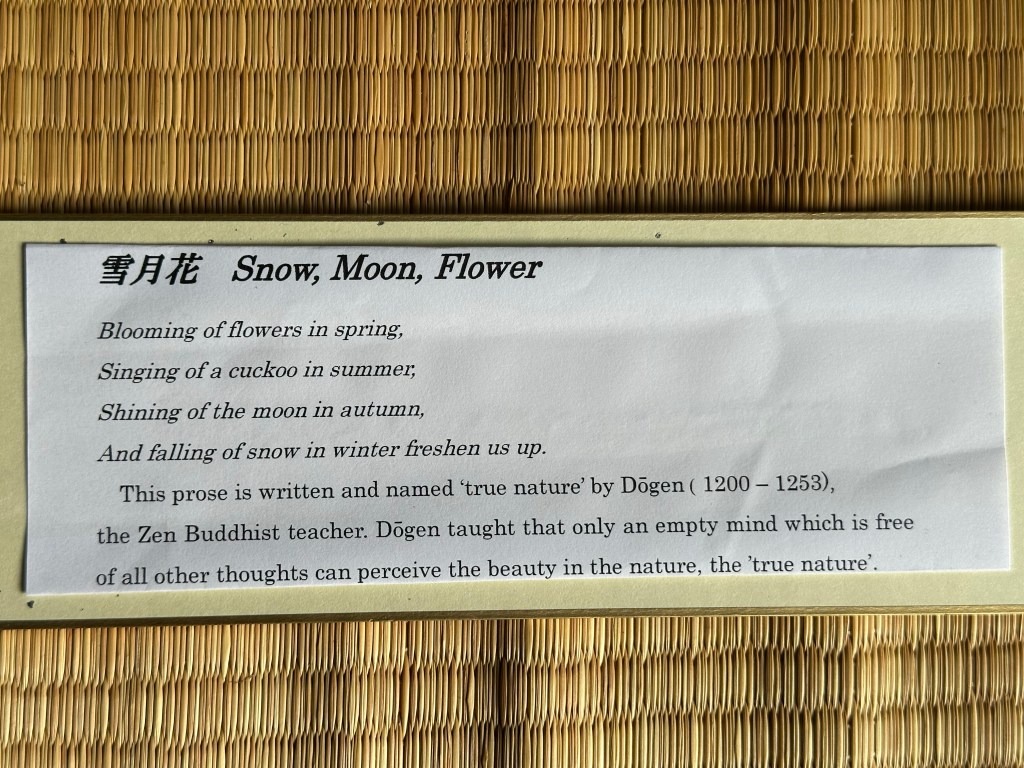 雪月花 Snow, Moon, Flower
Blooming of flowers in spring,
Singing of a cuckoo in summer,
Shining of the moon in autumn,
And falling of snow in winter freshen us up.
This prose is written and named ‘true nature’ by Dōgen ( 1200 – 1253),
the Zen Buddhist teacher. Dōgen taught that only an empty mind which is free
of all other thoughts can perceive the beauty in the nature, the ’true nature’.